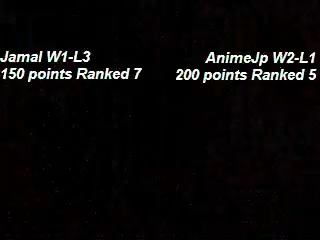 Jamal W1-L3
150 points Ranked 7
AnimeJp W2-L1
200 points Ranked 5